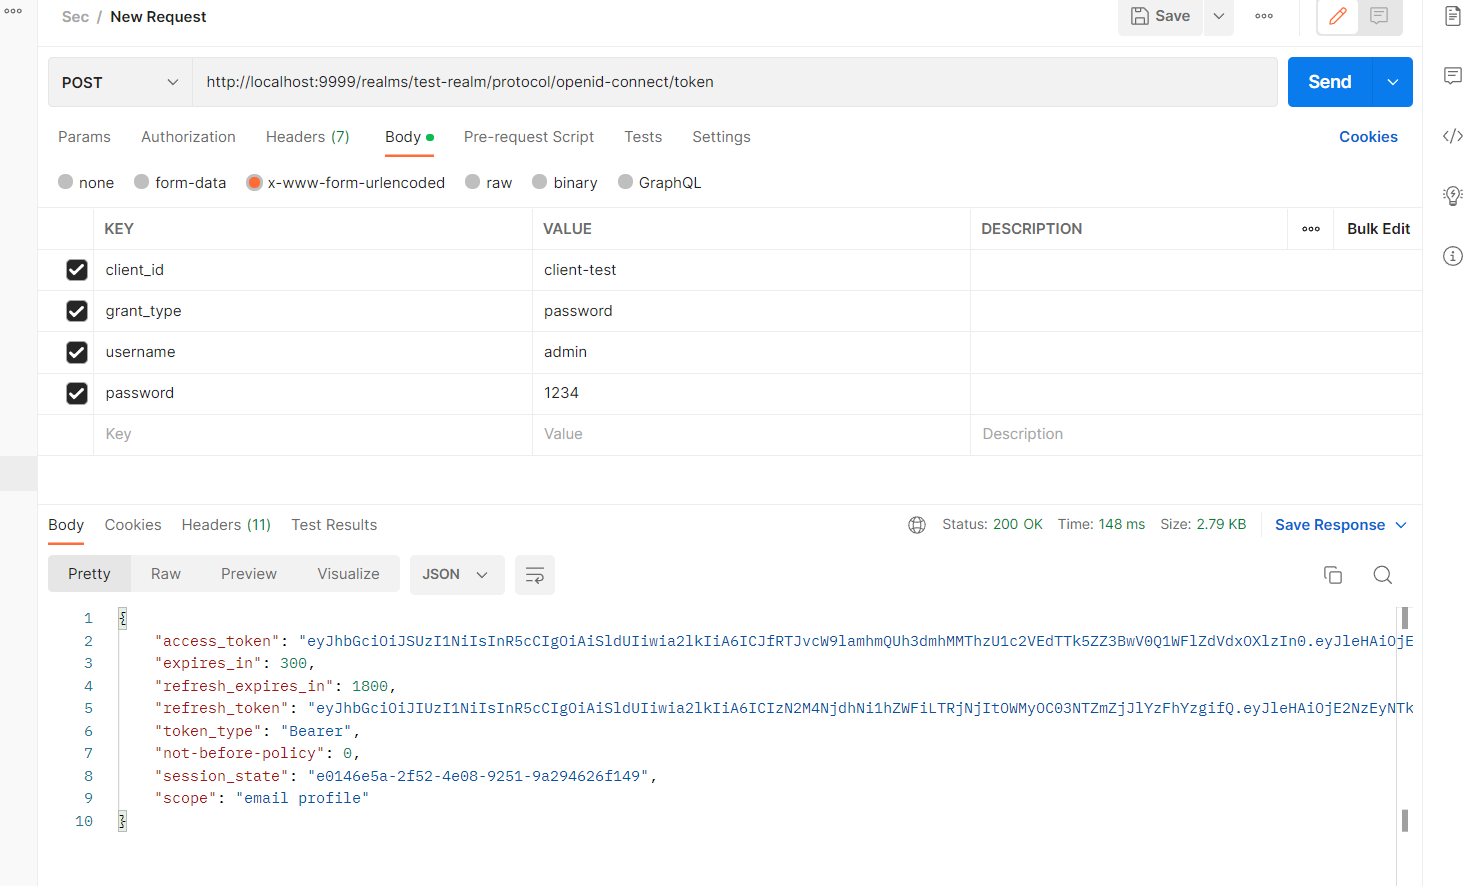 Sec / New Request
Save
POST
http://localhost:9999/realms/test-realm/protocol/openid-connect/token
Send
Params Authorization Headers (7) Body Pre-request Script Tests Settings Cookies
none form-data x-www-form-urlencoded raw binary GraphQL
KEY VALUE DESCRIPTION Bulk Edit
client_id client-test
grant_type password
username admin
password 1234
Key Value Description
Body Cookies Headers (11) Test Results Status: 200 OK Time: 148 ms Size: 2.79 KB Save Response
Pretty Raw Preview Visualize JSON
1 {
2 "access_token": "eyJhbGciOiJSUzI1NiIsInR5cCIgOiAiSldUIiwia2lkIiA6ICJfRTJvcW9lamhmQUh3dmhMMThzU1c2VEdTTk5ZZ3BwV0Q1WFlZdVdxOXlzIn0.eyJleHAiOjE
3 "expires_in": 300,
4 "refresh_expires_in": 1800,
5 "refresh_token": "eyJhbGciOiJIUzI1NiIsInR5cCIgOiAiSldUIiwia2lkIiA6ICIzN2M4NjdhNi1hZWFiLTRjNjItOWMyOC03NTZmZjJlYzFhYzgifQ.eyJleHAiOjE2NzEyNTk
6 "token_type": "Bearer",
7 "not-before-policy": 0,
8 "session_state": "e0146e5a-2f52-4e08-9251-9a294626f149",
9 "scope": "email profile"
10 }